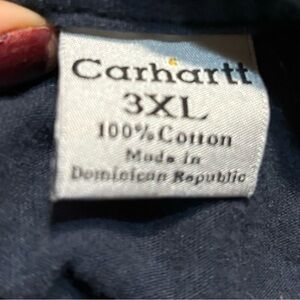 Carhartt
3XL
100% Cotton
Made in
Dominican Republic